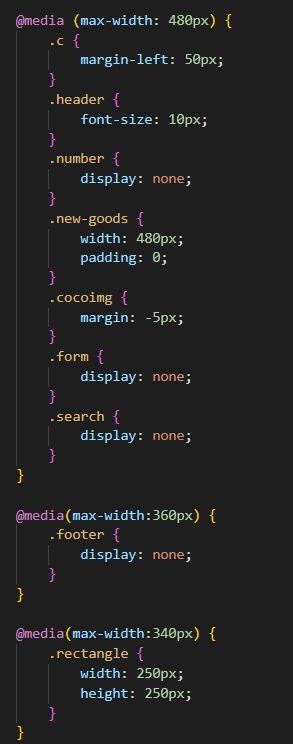 @media (max-width: 480px) {
    .c {
        margin-left: 50px;
    }
    .header {
        font-size: 10px;
    }
    .number {
        display: none;
    }
    .new-goods {
        width: 480px;
        padding: 0;
    }
    .cocoimg {
        margin: -5px;
    }
    .form {
        display: none;
    }
    .search {
        display: none;
    }
}

@media(max-width:360px) {
    .footer {
        display: none;
    }
}

@media(max-width:340px) {
    .rectangle {
        width: 250px;
        height: 250px;
    }
}